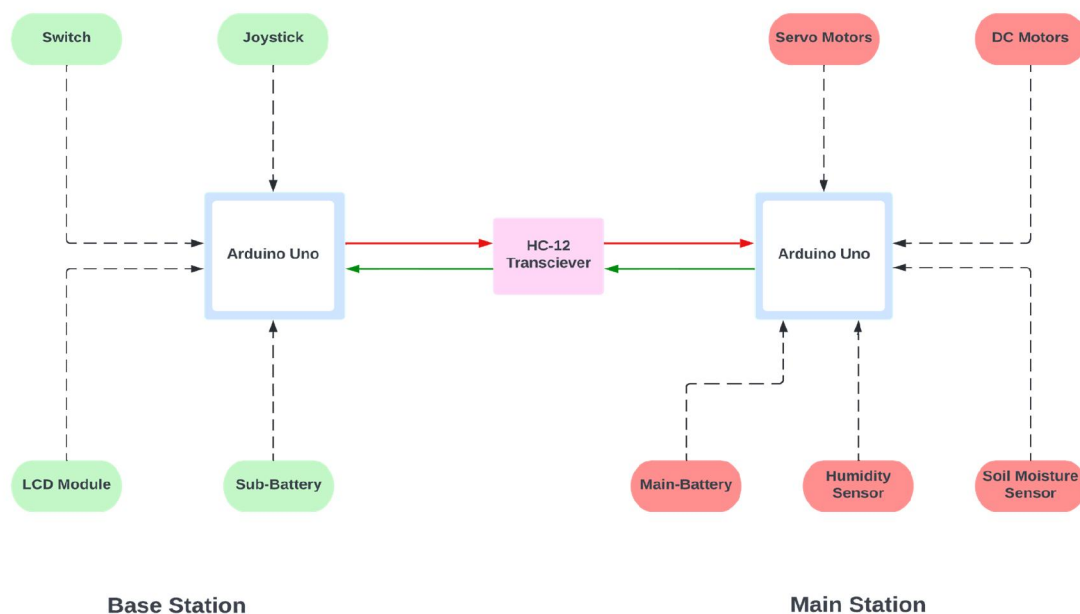 Switch
Joystick
Servo Motors
DC Motors
Arduino Uno
HC-12
Transciever
Arduino Uno
LCD Module
Sub-Battery
Main-Battery
Humidity
Sensor
Soil Moisture
Sensor
Base Station
Main Station